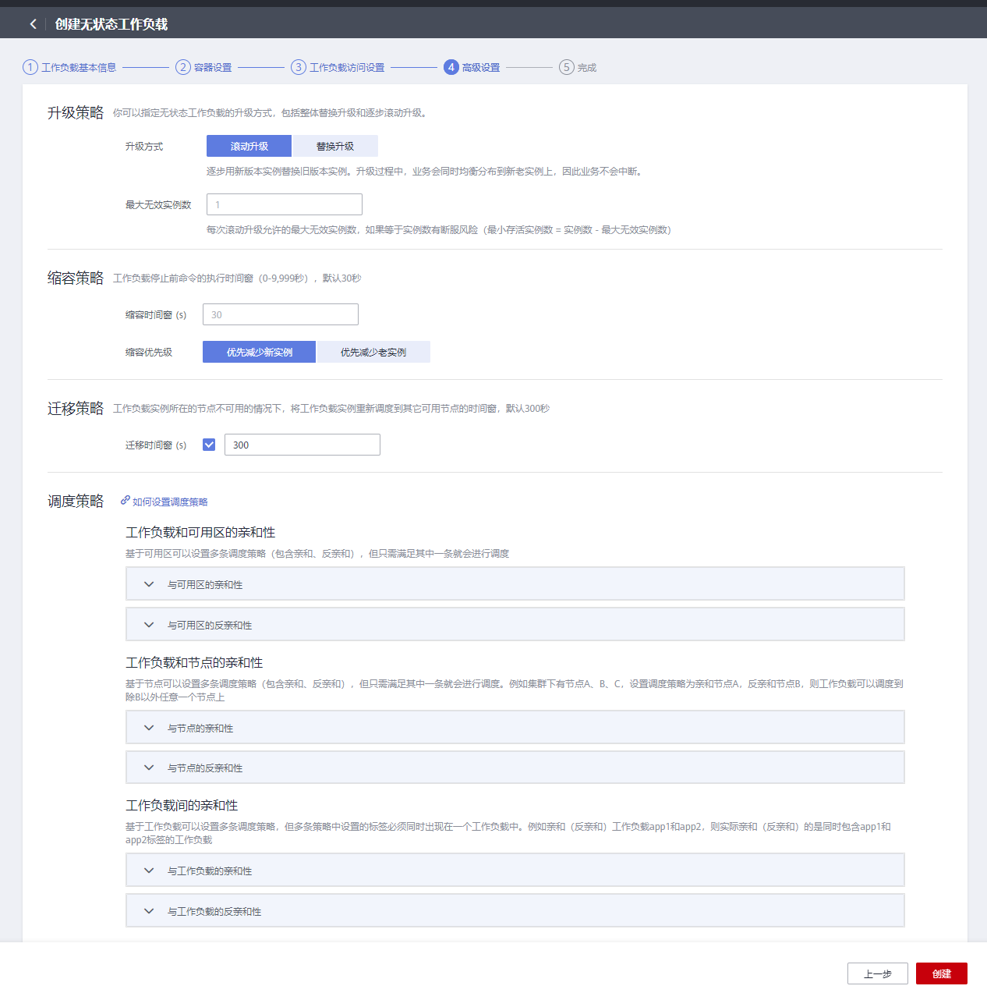 创建无状态工作负载
1 工作负载基本信息 2 容器设置 3 工作负载访问设置 4 高级设置 5 完成
升级策略 你可以指定无状态工作负载的升级方式，包括整体替换升级和逐步滚动升级。
升级方式 滚动升级 替换升级
逐步用新版本实例替换旧版本实例。升级过程中，业务会同时均衡分布到新老实例上，因此业务不会中断。
最大无效实例数 1
每次滚动升级允许的最大无效实例数，如果等于实例数有断服风险（最小存活实例数 = 实例数 - 最大无效实例数）
缩容策略 工作负载停止前命令的执行时间窗（0-9,999秒），默认30秒
缩容时间窗 (s) 30
缩容优先级 优先减少新实例 优先减少老实例
迁移策略 工作负载实例所在的节点不可用的情况下，将工作负载实例重新调度到其它可用节点的时间窗，默认300秒
迁移时间窗 (s) 300
调度策略 如何设置调度策略
工作负载和可用区的亲和性
基于可用区可以设置多条调度策略（包含亲和、反亲和），但只需满足其中一条就会进行调度
与可用区的亲和性
与可用区的反亲和性
工作负载和节点的亲和性
基于节点可以设置多条调度策略（包含亲和、反亲和），但只需满足其中一条就会进行调度。例如集群下有节点A、B、C，设置调度策略为亲和节点A，反亲和节点B，则工作负载可以调度到
除B以外任意一个节点上
与节点的亲和性
与节点的反亲和性
工作负载间的亲和性
基于工作负载可以设置多条调度策略，但多条策略中设置的标签必须同时出现在一个工作负载中。例如亲和（反亲和）工作负载app1和app2，则实际亲和（反亲和）的是同时包含app1和
app2标签的工作负载
与工作负载的亲和性
与工作负载的反亲和性
上一步 创建